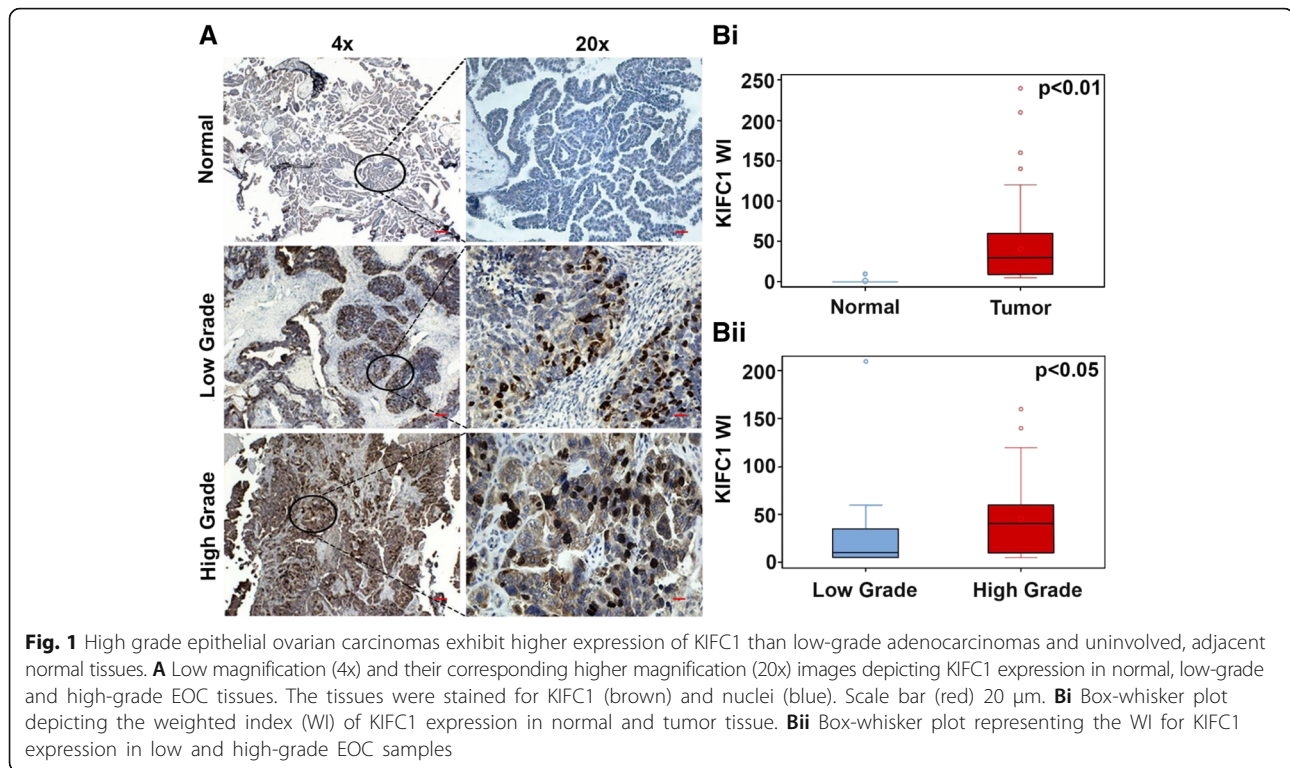 A
4x
20x
Normal
Low Grade
High Grade
Bi
250
200
150
100
50
0
KIFC1 WI
p<0.01
Normal
Tumor
Bii
200
150
100
50
0
KIFC1 WI
p<0.05
Low Grade
High Grade
Fig. 1 High grade epithelial ovarian carcinomas exhibit higher expression of KIFC1 than low-grade adenocarcinomas and uninvolved, adjacent
normal tissues. A Low magnification (4x) and their corresponding higher magnification (20x) images depicting KIFC1 expression in normal, low-grade
and high-grade EOC tissues. The tissues were stained for KIFC1 (brown) and nuclei (blue). Scale bar (red) 20 μm. Bi Box-whisker plot
depicting the weighted index (WI) of KIFC1 expression in normal and tumor tissue. Bii Box-whisker plot representing the WI for KIFC1
expression in low and high-grade EOC samples